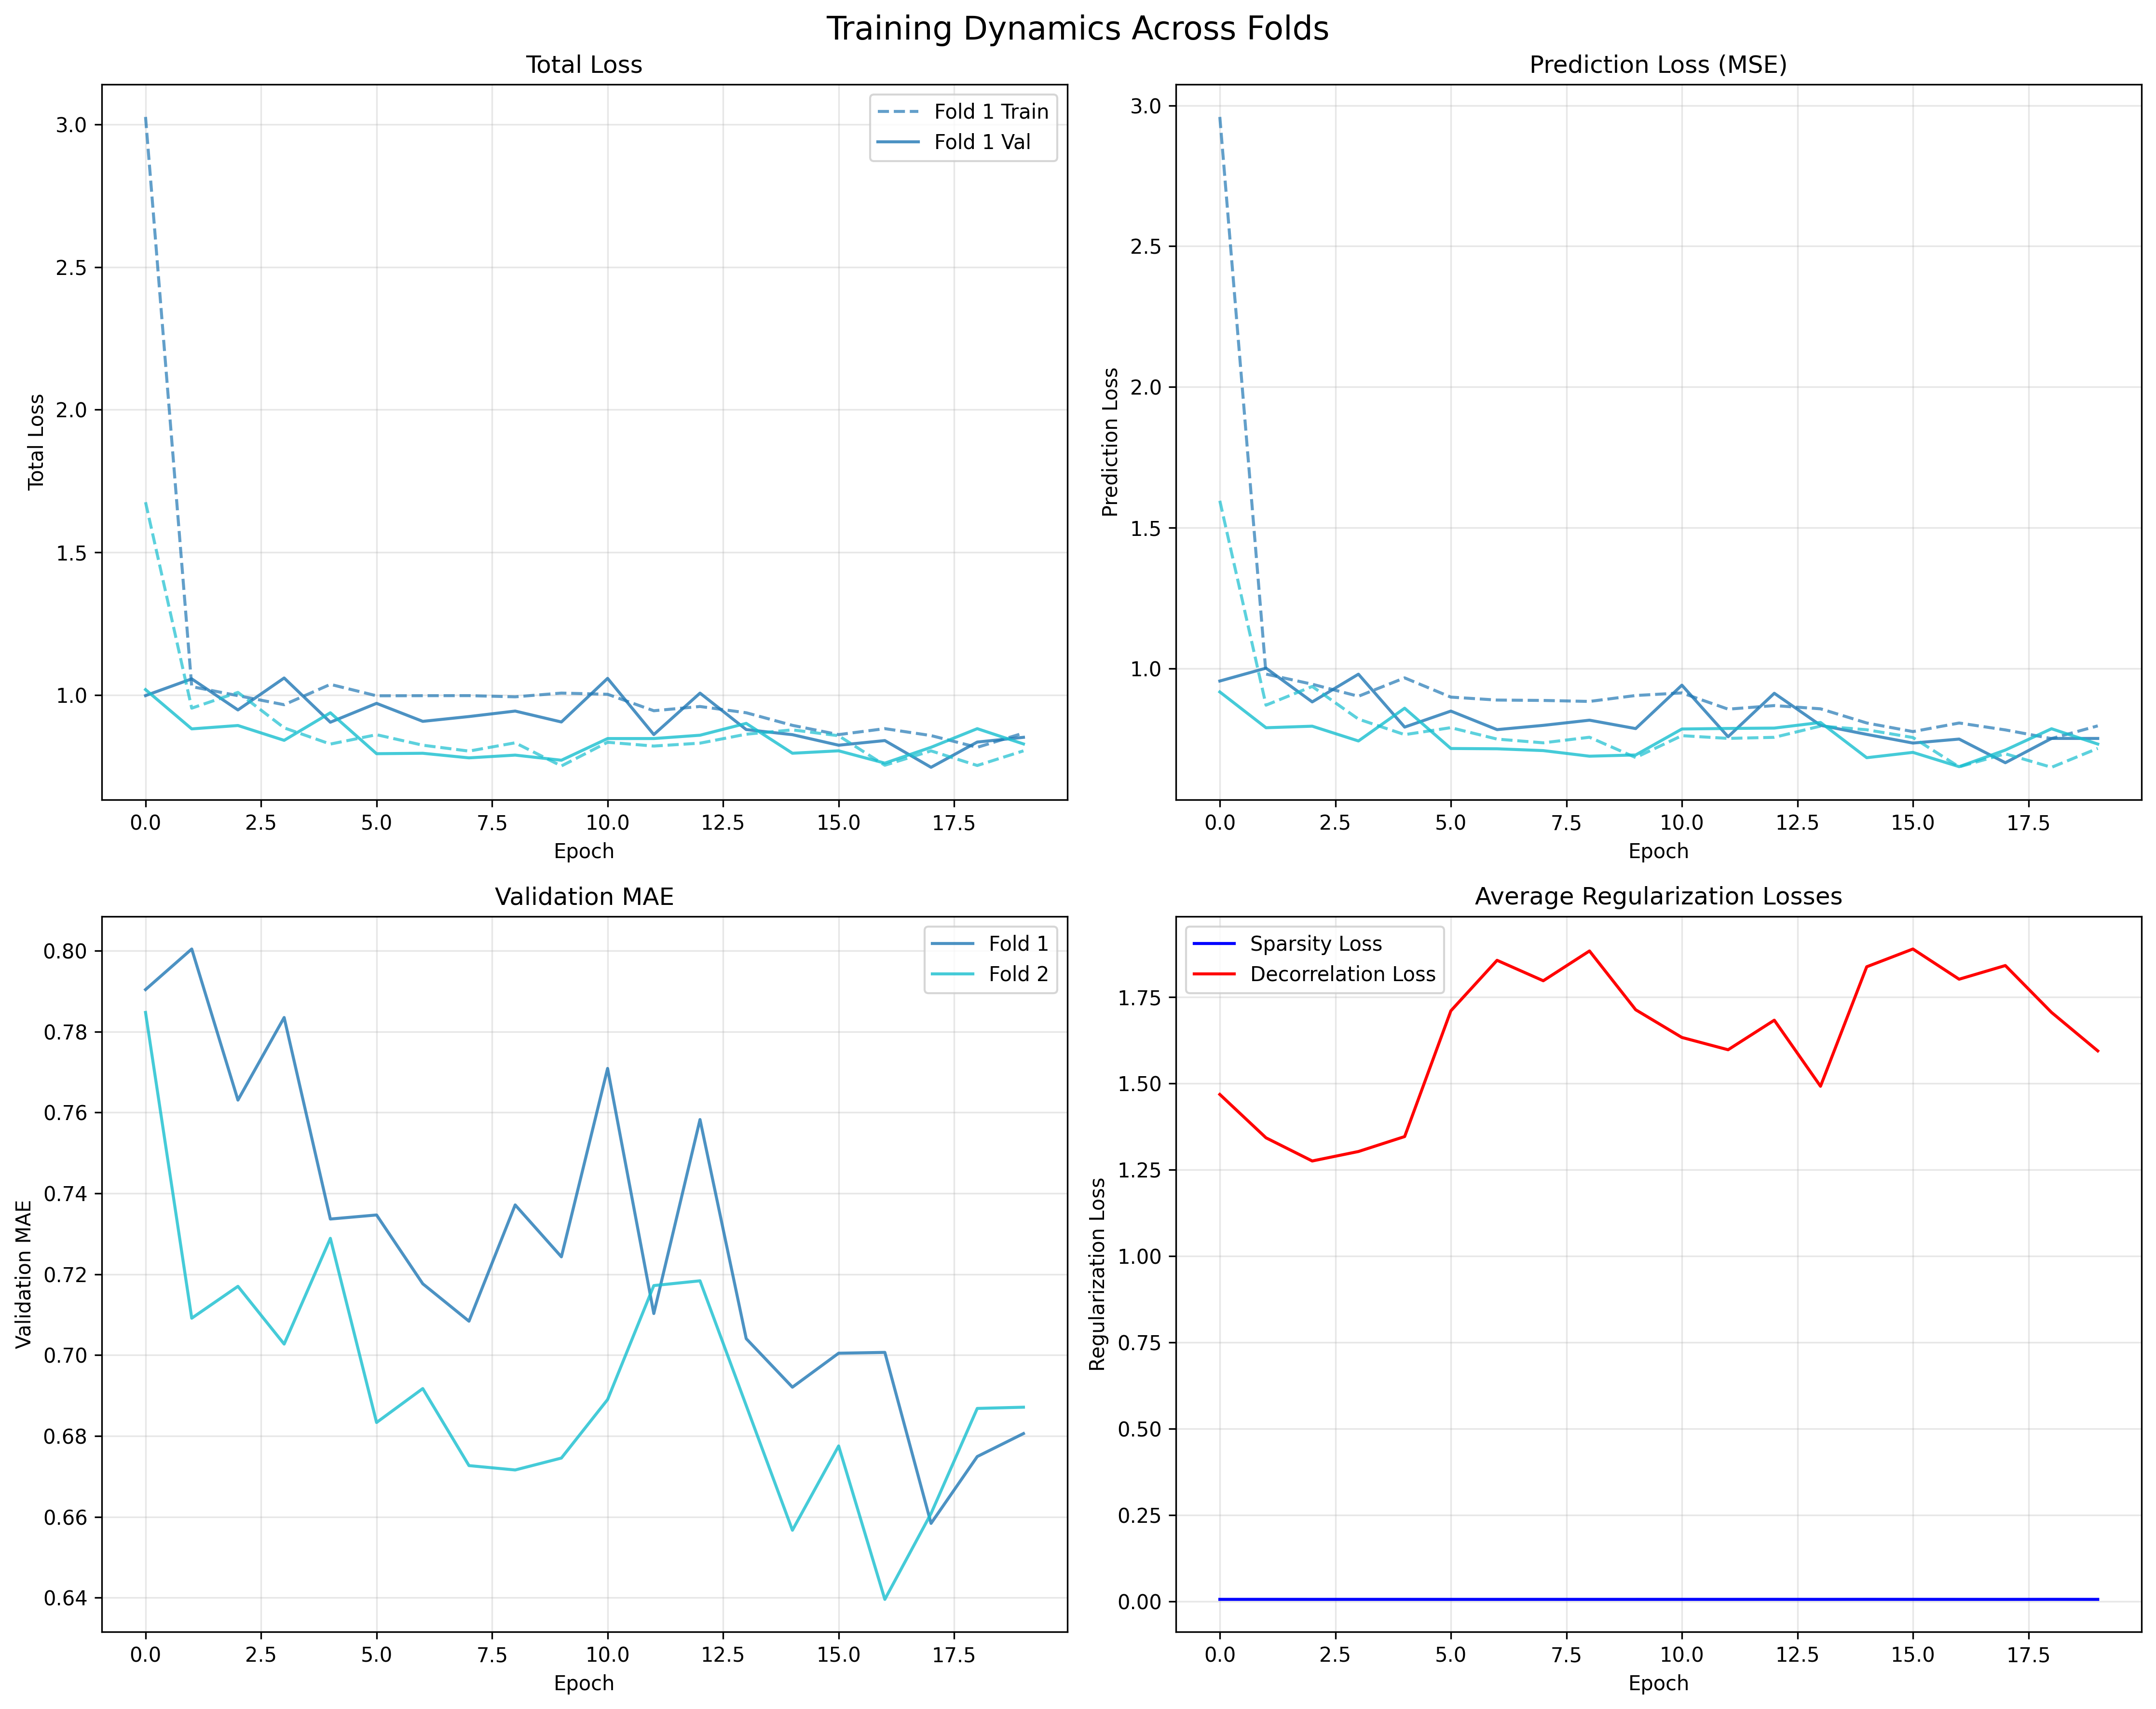 Training Dynamics Across Folds
Total Loss
Total Loss
3.0
2.5
2.0
1.5
1.0
Fold 1 Train
Fold 1 Val
0.0 2.5 5.0 7.5 10.0 12.5 15.0 17.5
Epoch
Prediction Loss (MSE)
Prediction Loss
3.0
2.5
2.0
1.5
1.0
0.0 2.5 5.0 7.5 10.0 12.5 15.0 17.5
Epoch
Validation MAE
Validation MAE
0.80
0.78
0.76
0.74
0.72
0.70
0.68
0.66
0.64
Fold 1
Fold 2
0.0 2.5 5.0 7.5 10.0 12.5 15.0 17.5
Epoch
Average Regularization Losses
Regularization Loss
Sparsity Loss
Decorrelation Loss
1.75
1.50
1.25
1.00
0.75
0.50
0.25
0.00
0.0 2.5 5.0 7.5 10.0 12.5 15.0 17.5
Epoch